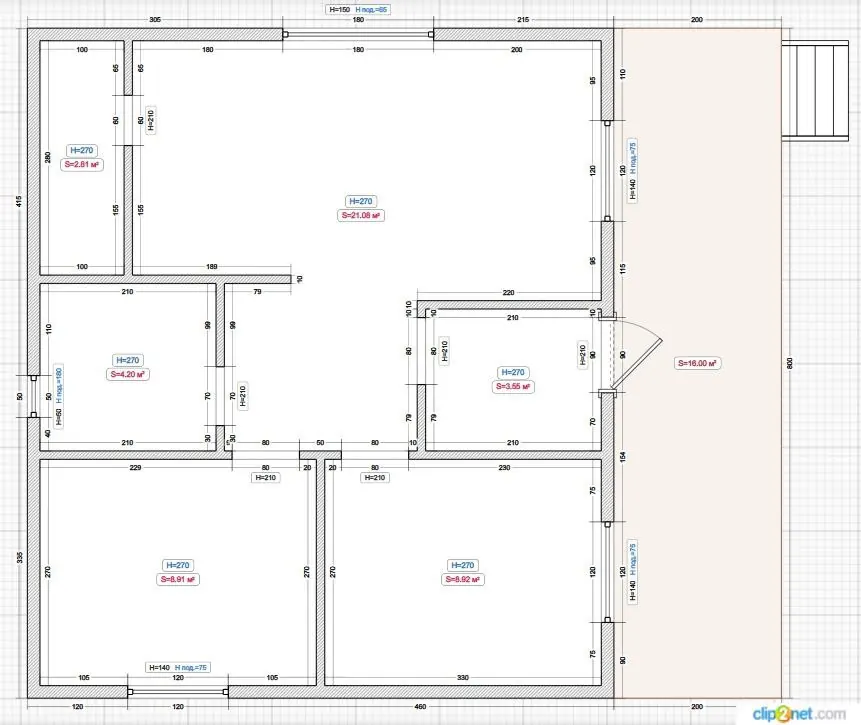 H=150 H под.=65
305 180 215 200
100 180 180 200
65 65 95 110
60 60 H=210
H=270
S=2.81 м²
280
120 120 H=140 H под.=75
415
H=270
S=21.08 м²
155 155
95 115
100 189
10
210 79 220
10 10 210 10
110 99 99
H=270
S=4.20 м²
80 80 H=210
H=270
S=3.55 м²
H=210 90 90
S=16.00 м²
800
50 50 H=60 H под.=180
70 70 H=210
40 30 30
79 79 70
210 5 80 50 80 10 210
229 80 20 20 80 230
H=210 H=210
154
75
335
270 270 270
H=270
S=8.91 м²
H=270
S=8.92 м²
120 120 H=140 H под.=75
75 90
H=140 H под.=75
105 120 105 330
120 120 460 200
clip2net.com